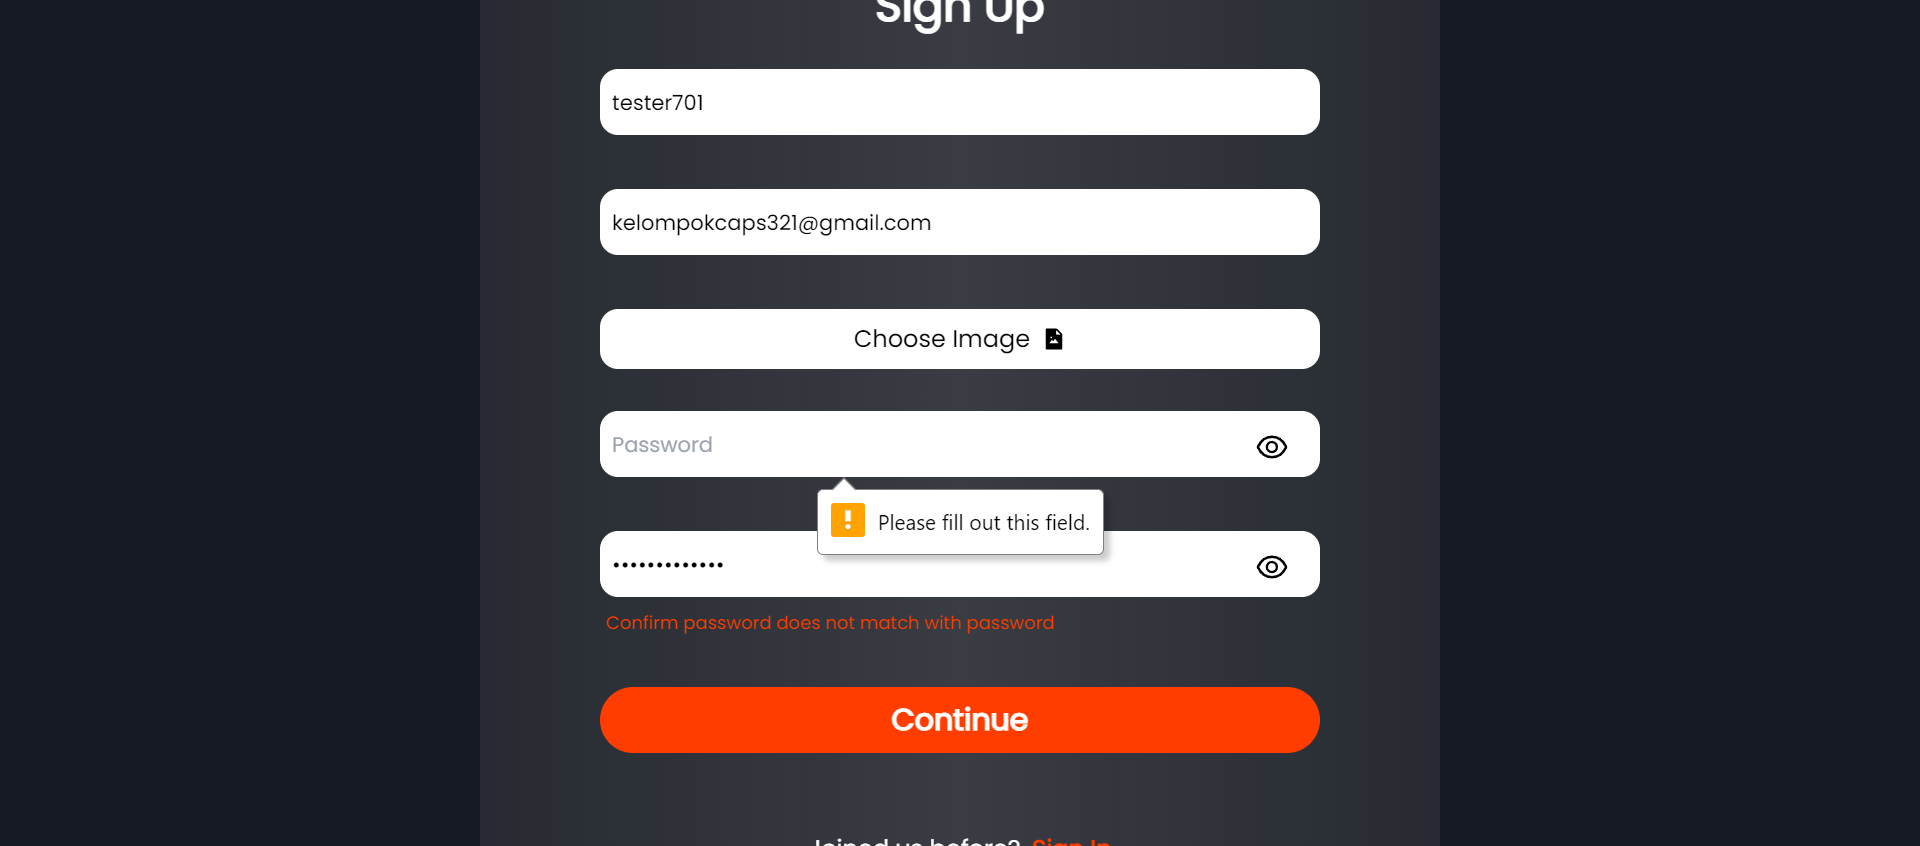 Sign Up
tester701
kelompokcaps321@gmail.com
Choose Image
Password
Please fill out this field.
•••••••••••••
Confirm password does not match with password
Continue
Joined us before? Sign In